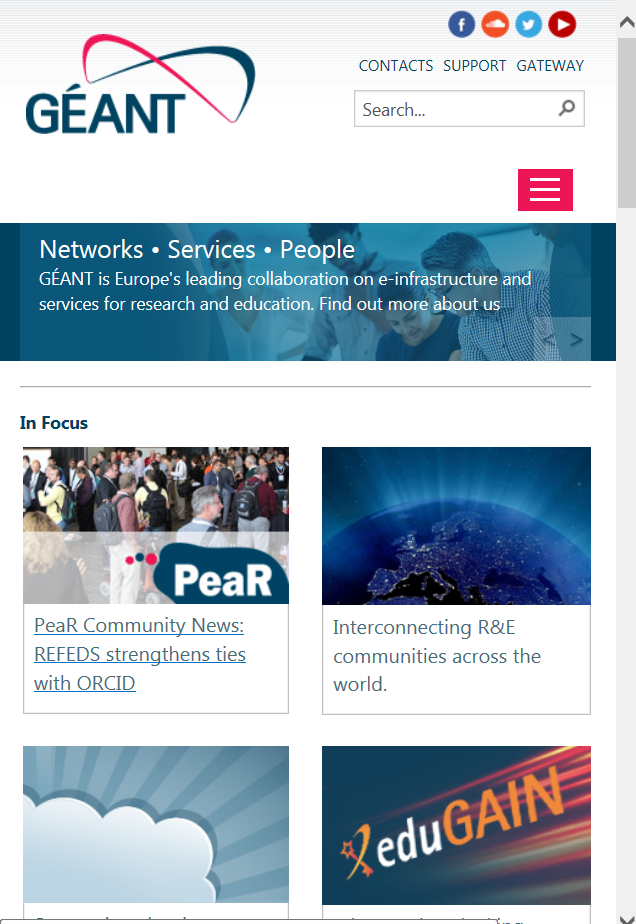 CONTACTS SUPPORT GATEWAY
GÉANT
Search...
Networks • Services • People
GÉANT is Europe's leading collaboration on e-infrastructure and
services for research and education. Find out more about us
< >
In Focus
PeaR
PeaR Community News:
REFEDS strengthens ties
with ORCID
Interconnecting R&E
communities across the
world.
eduGAIN